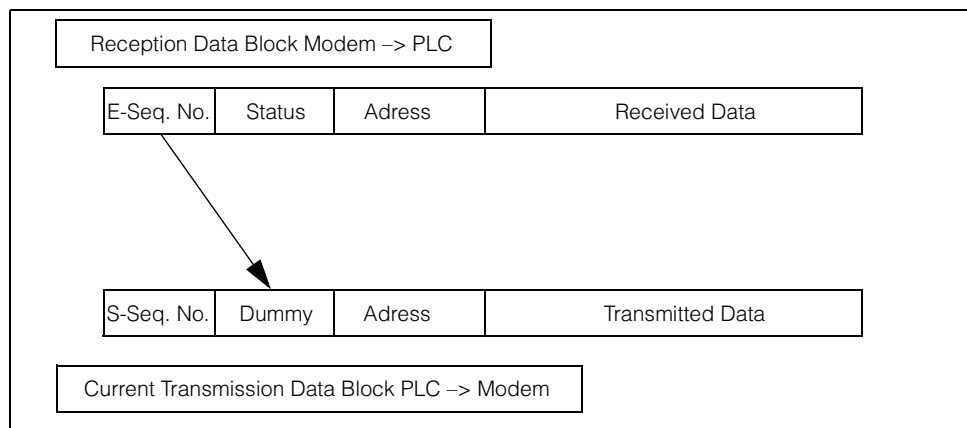 Reception Data Block Modem –> PLC
E-Seq. No. Status Adress Received Data
S-Seq. No. Dummy Adress Transmitted Data
Current Transmission Data Block PLC –> Modem